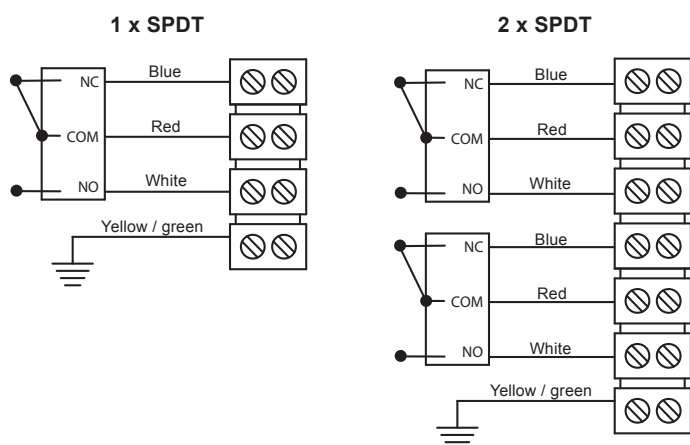 1 x SPDT
NC
Blue
COM
Red
NO
White
Yellow / green
2 x SPDT
NC
Blue
COM
Red
NO
White
NC
Blue
COM
Red
NO
White
Yellow / green